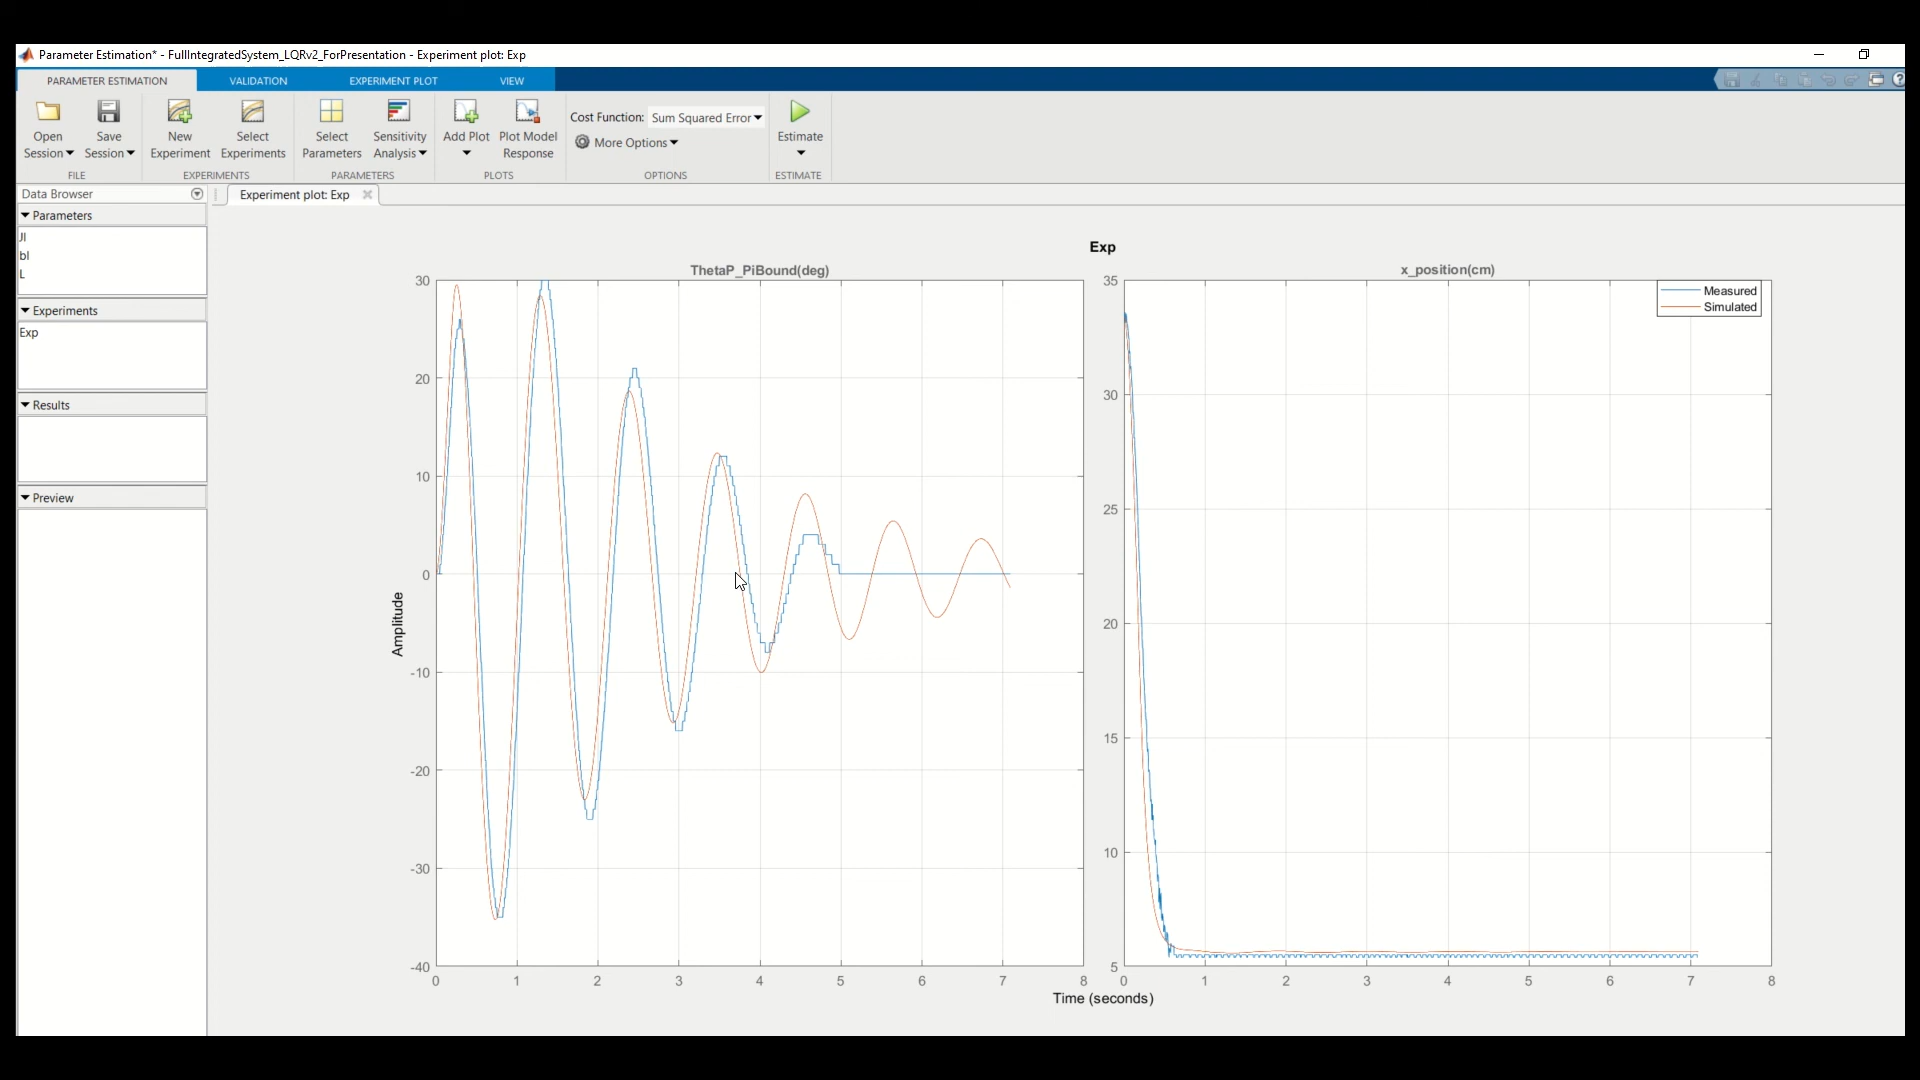 Parameter Estimation* - FullIntegratedSystem_LQRv2_ForPresentation - Experiment plot: Exp
PARAMETER ESTIMATION VALIDATION EXPERIMENT PLOT VIEW
Open Session
Save Session
New Experiment
Select Experiments
Select Parameters
Sensitivity Analysis
Add Plot
Plot Model Response
Cost Function: Sum Squared Error
More Options
Estimate
FILE EXPERIMENTS PARAMETERS PLOTS OPTIONS ESTIMATE
Data Browser
Experiment plot: Exp
Parameters
Jl
bl
L
Experiments
Exp
Results
Preview
Exp
ThetaP_PiBound(deg)
30
20
10
0
-10
-20
-30
-40
0 1 2 3 4 5 6 7 8
Amplitude
x_position(cm)
Measured
Simulated
35
30
25
20
15
10
5
0 1 2 3 4 5 6 7 8
Time (seconds)